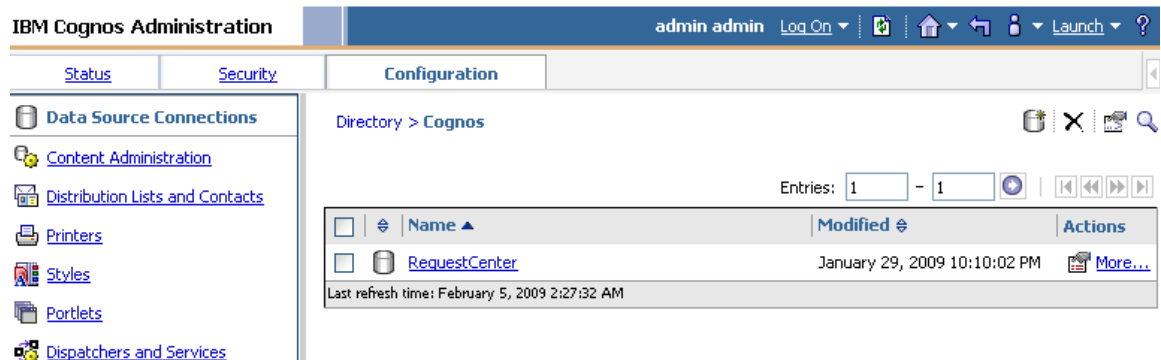 IBM Cognos Administration
admin admin Log On Launch ?
Status Security Configuration
Data Source Connections
Content Administration
Distribution Lists and Contacts
Printers
Styles
Portlets
Dispatchers and Services
Directory > Cognos
Entries: 1 - 1
Name Modified Actions
RequestCenter January 29, 2009 10:10:02 PM More...
Last refresh time: February 5, 2009 2:27:32 AM